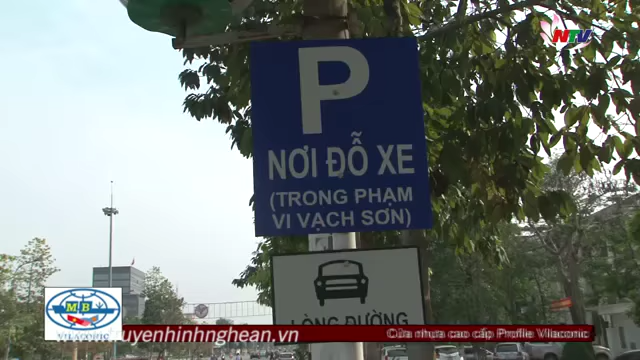 NTV
P
NƠI ĐỖ XE
(TRONG PHẠM
VI VẠCH SƠN)
LÒNG ĐƯỜNG
MB
VILACONIC
uyenhinhnghean.vn
Cửa nhựa cao cấp Profile Vilaconic